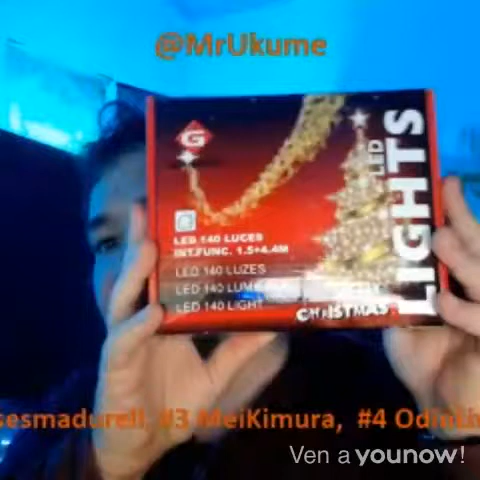 @MrUkume
G
LED
LIGHTS
LED 140 LUCES
INT.FUNC. 1.5+4.4M
LED 140 LUZES
LED 140
LED 140 LIGHT
CHRISTMAS
sesmadurell, #3 MeiKimura, #4
Ven a younow!